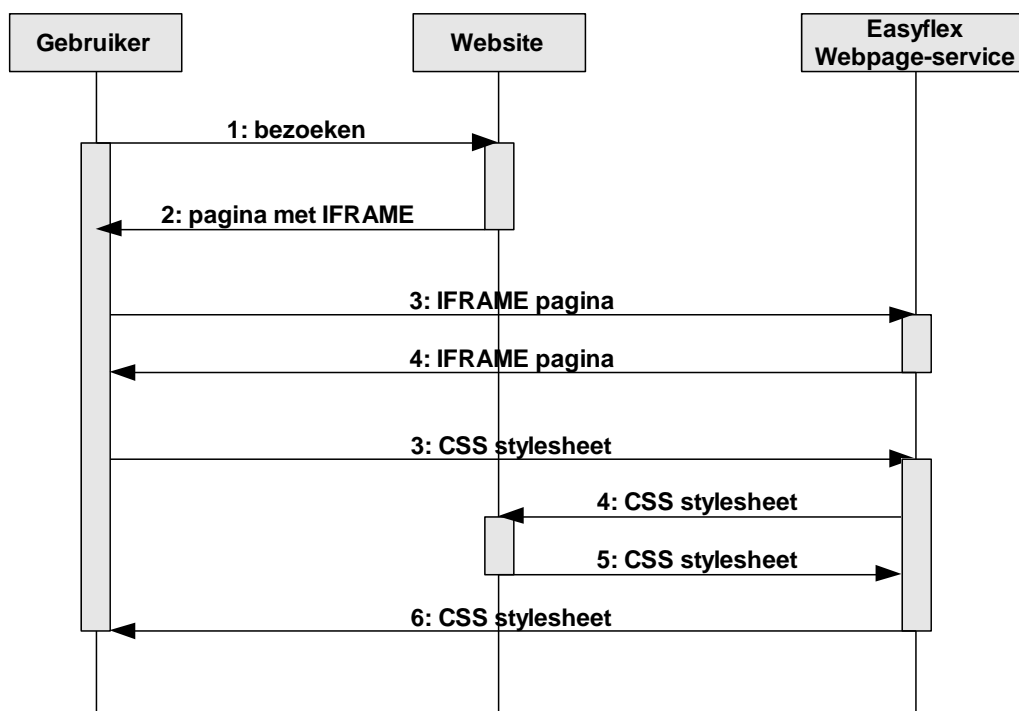 Gebruiker
Website
Easyflex
Webpage-service
1: bezoeken
2: pagina met IFRAME
3: IFRAME pagina
4: IFRAME pagina
3: CSS stylesheet
4: CSS stylesheet
5: CSS stylesheet
6: CSS stylesheet